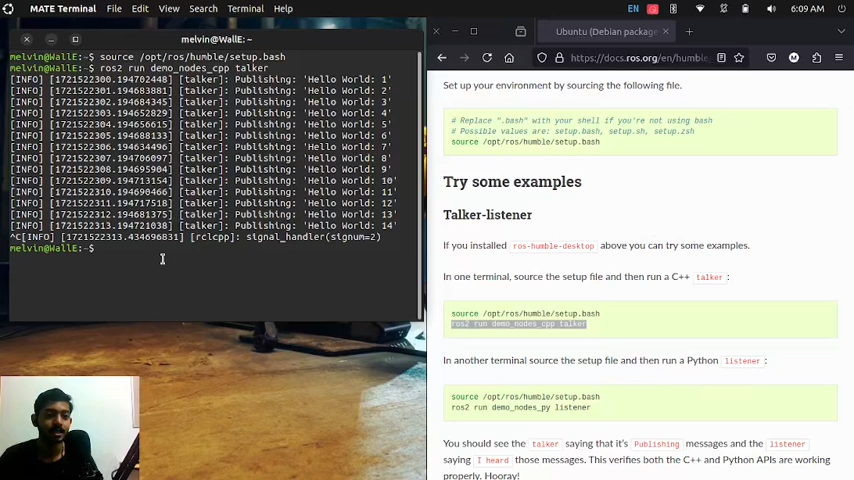 MATE Terminal File Edit View Search Terminal Help
EN 6:09 AM
melvin@WallE: ~
melvin@WallE:~$ source /opt/ros/humble/setup.bash
melvin@WallE:~$ ros2 run demo_nodes_cpp talker
[INFO] [1721522300.194702448] [talker]: Publishing: 'Hello World: 1'
[INFO] [1721522301.194683881] [talker]: Publishing: 'Hello World: 2'
[INFO] [1721522302.194684345] [talker]: Publishing: 'Hello World: 3'
[INFO] [1721522303.194652829] [talker]: Publishing: 'Hello World: 4'
[INFO] [1721522304.194656615] [talker]: Publishing: 'Hello World: 5'
[INFO] [1721522305.194688133] [talker]: Publishing: 'Hello World: 6'
[INFO] [1721522306.194634496] [talker]: Publishing: 'Hello World: 7'
[INFO] [1721522307.194706097] [talker]: Publishing: 'Hello World: 8'
[INFO] [1721522308.194695904] [talker]: Publishing: 'Hello World: 9'
[INFO] [1721522309.194713154] [talker]: Publishing: 'Hello World: 10'
[INFO] [1721522310.194690466] [talker]: Publishing: 'Hello World: 11'
[INFO] [1721522311.194717518] [talker]: Publishing: 'Hello World: 12'
[INFO] [1721522312.194681375] [talker]: Publishing: 'Hello World: 13'
[INFO] [1721522313.194721038] [talker]: Publishing: 'Hello World: 14'
^C[INFO] [1721522313.434696831] [rclcpp]: signal_handler(signum=2)
melvin@WallE:~$
Ubuntu (Debian package
https://docs.ros.org/en/humble
Set up your environment by sourcing the following file.
# Replace ".bash" with your shell if you're not using bash
# Possible values are: setup.bash, setup.sh, setup.zsh
source /opt/ros/humble/setup.bash
Try some examples
Talker-listener
If you installed ros-humble-desktop above you can try some examples.
In one terminal, source the setup file and then run a C++ talker :
source /opt/ros/humble/setup.bash
ros2 run demo_nodes_cpp talker
In another terminal source the setup file and then run a Python listener :
source /opt/ros/humble/setup.bash
ros2 run demo_nodes_py listener
You should see the talker saying that it's Publishing messages and the listener
saying I heard those messages. This verifies both the C++ and Python APIs are working
properly. Hooray!